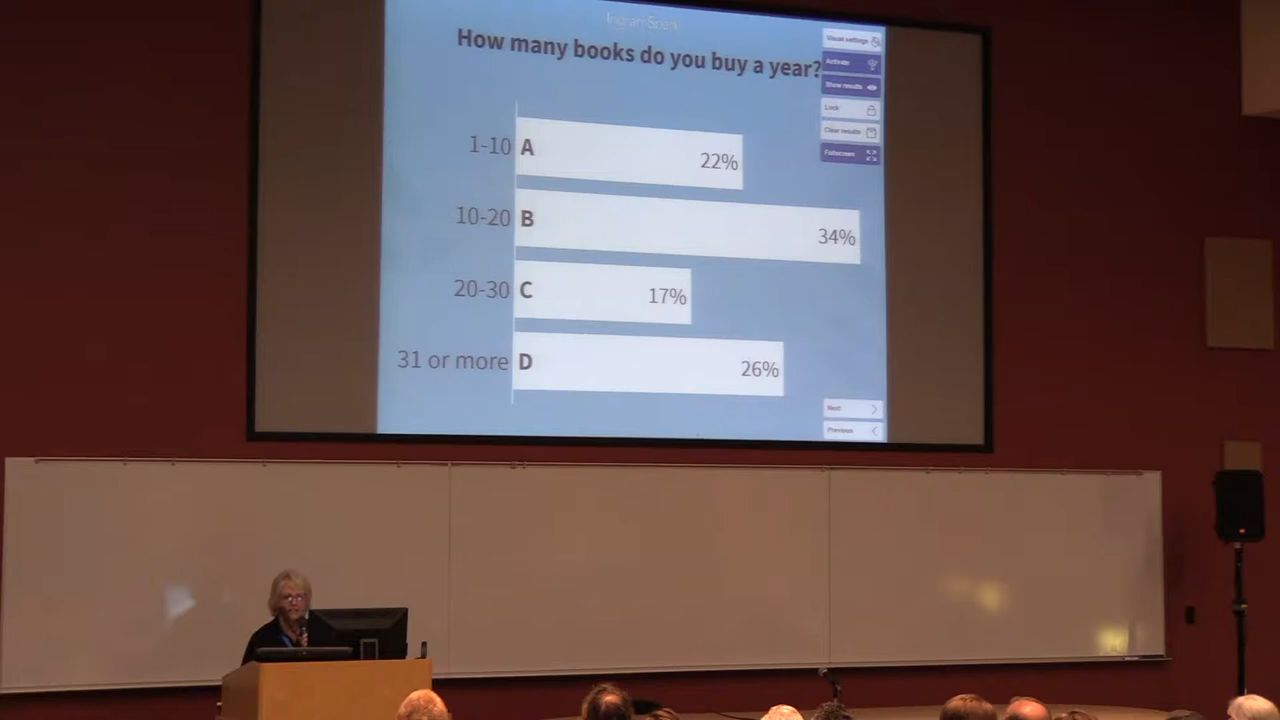 IngramSpark
How many books do you buy a year?
Visual settings
Activate
Show results
Lock
Clear results
Fullscreen
1-10 A 22%
10-20 B 34%
20-30 C 17%
31 or more D 26%
Next
Previous